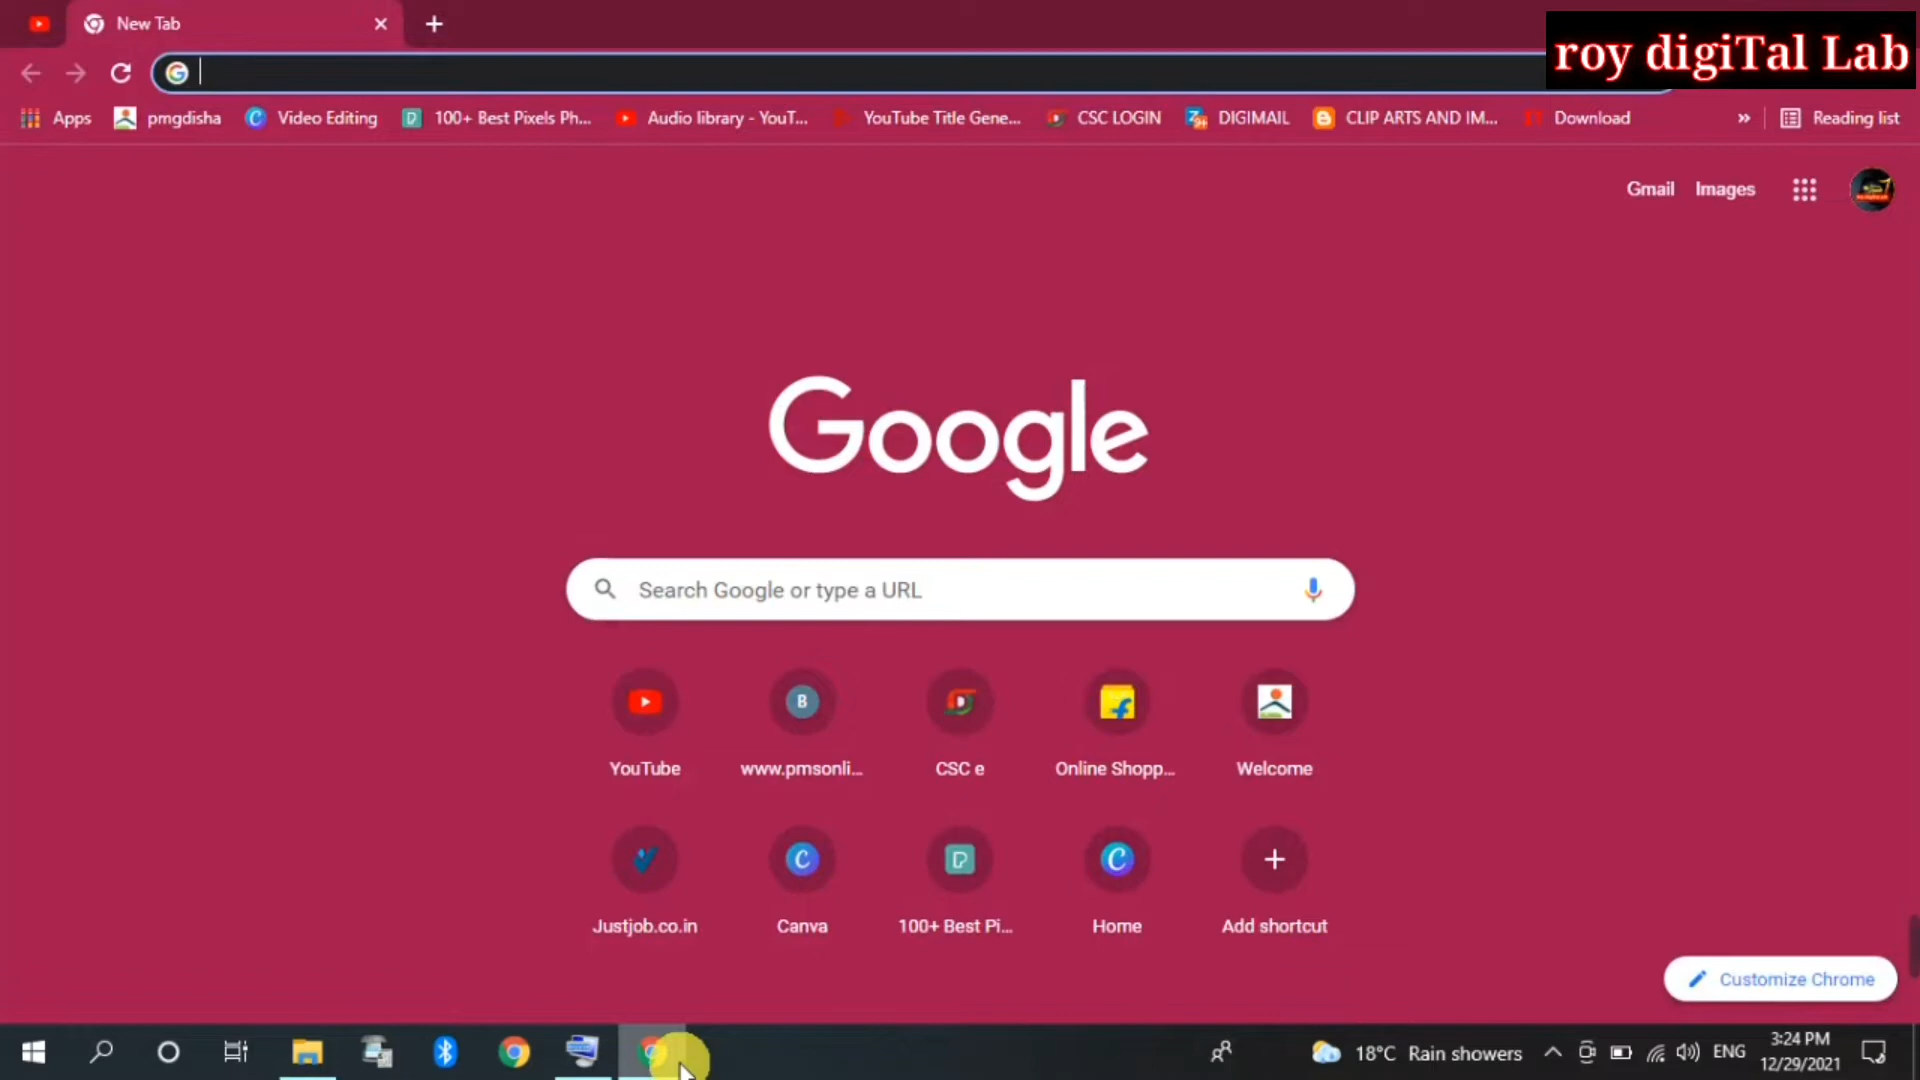 New Tab
roy digiTal Lab
Apps pmgdisha Video Editing 100+ Best Pixels Ph... Audio library - YouT... YouTube Title Gene... CSC LOGIN DIGIMAIL CLIP ARTS AND IM... Download » Reading list
Gmail Images
Google
Search Google or type a URL
B
YouTube www.pmsonli... CSC e Online Shopp... Welcome
Justjob.co.in Canva 100+ Best Pi... Home Add shortcut
Customize Chrome
18°C Rain showers ENG 3:24 PM
12/29/2021